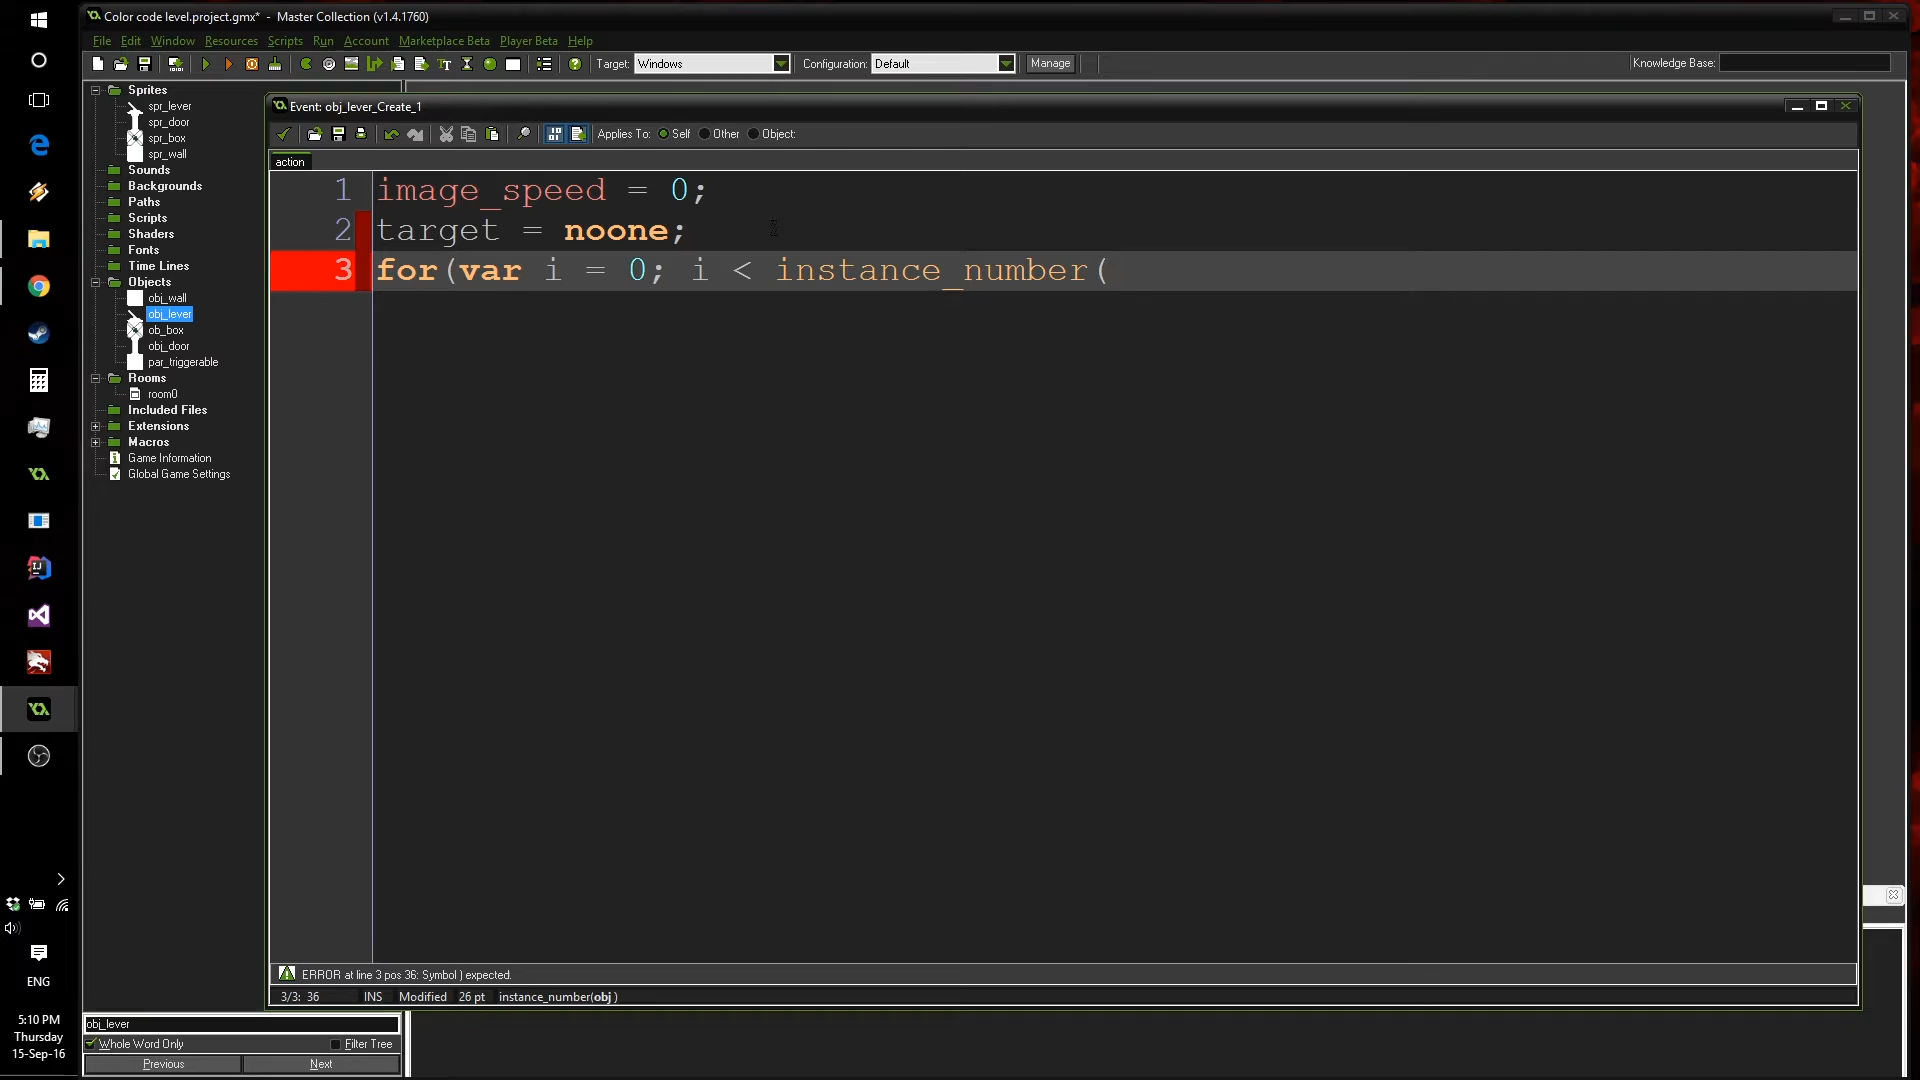 Color code level.project.gmx* - Master Collection (v1.4.1760)
File Edit Window Resources Scripts Run Account Marketplace Beta Player Beta Help
Target: Windows Configuration: Default Manage Knowledge Base:
Sprites
spr_lever
spr_door
spr_box
spr_wall
Sounds
Backgrounds
Paths
Scripts
Shaders
Fonts
Time Lines
Objects
obj_wall
obj_lever
ob_box
obj_door
par_triggerable
Rooms
room0
Included Files
Extensions
Macros
Game Information
Global Game Settings
Event: obj_lever_Create_1
Applies To: Self Other Object:
action
1 image_speed = 0;
2 target = noone;
3 for(var i = 0; i < instance_number(
ERROR at line 3 pos 36: Symbol ) expected.
3/3: 36 INS Modified 26 pt instance_number(obj )
obj_lever
Whole Word Only Filter Tree
Previous Next
ENG
5:10 PM
Thursday
15-Sep-16